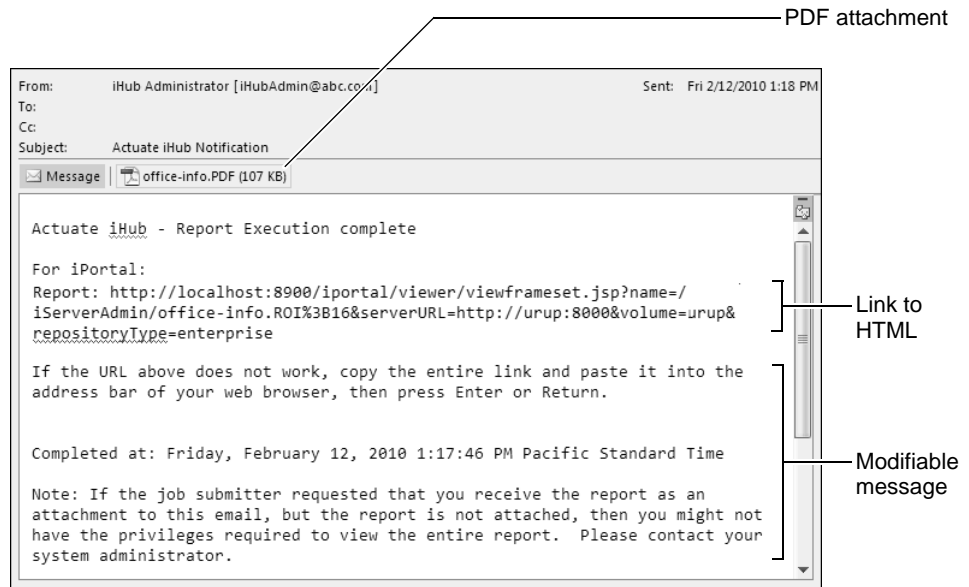 PDF attachment
From: iHub Administrator [iHubAdmin@abc.com] Sent: Fri 2/12/2010 1:18 PM
To:
Cc:
Subject: Actuate iHub Notification
Message office-info.PDF (107 KB)
Actuate iHub - Report Execution complete
For iPortal:
Report: http://localhost:8900/iportal/viewer/viewframeset.jsp?name=/
iServerAdmin/office-info.ROI%3B16&serverURL=http://urup:8000&volume=urup&
repositoryType=enterprise
Link to
HTML
If the URL above does not work, copy the entire link and paste it into the
address bar of your web browser, then press Enter or Return.
Completed at: Friday, February 12, 2010 1:17:46 PM Pacific Standard Time
Note: If the job submitter requested that you receive the report as an
attachment to this email, but the report is not attached, then you might not
have the privileges required to view the entire report.  Please contact your
system administrator.
Modifiable
message